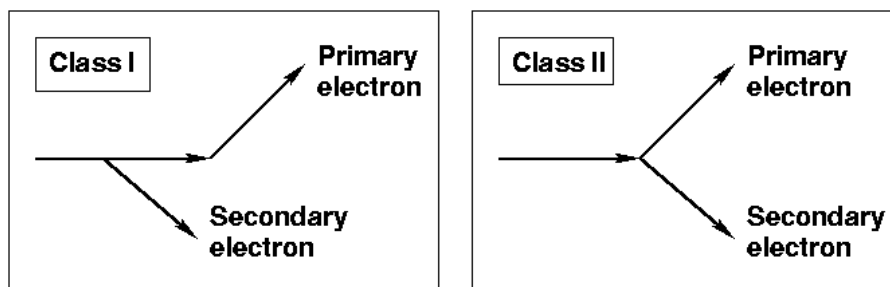 Class I
Primary
electron
Secondary
electron
Class II
Primary
electron
Secondary
electron